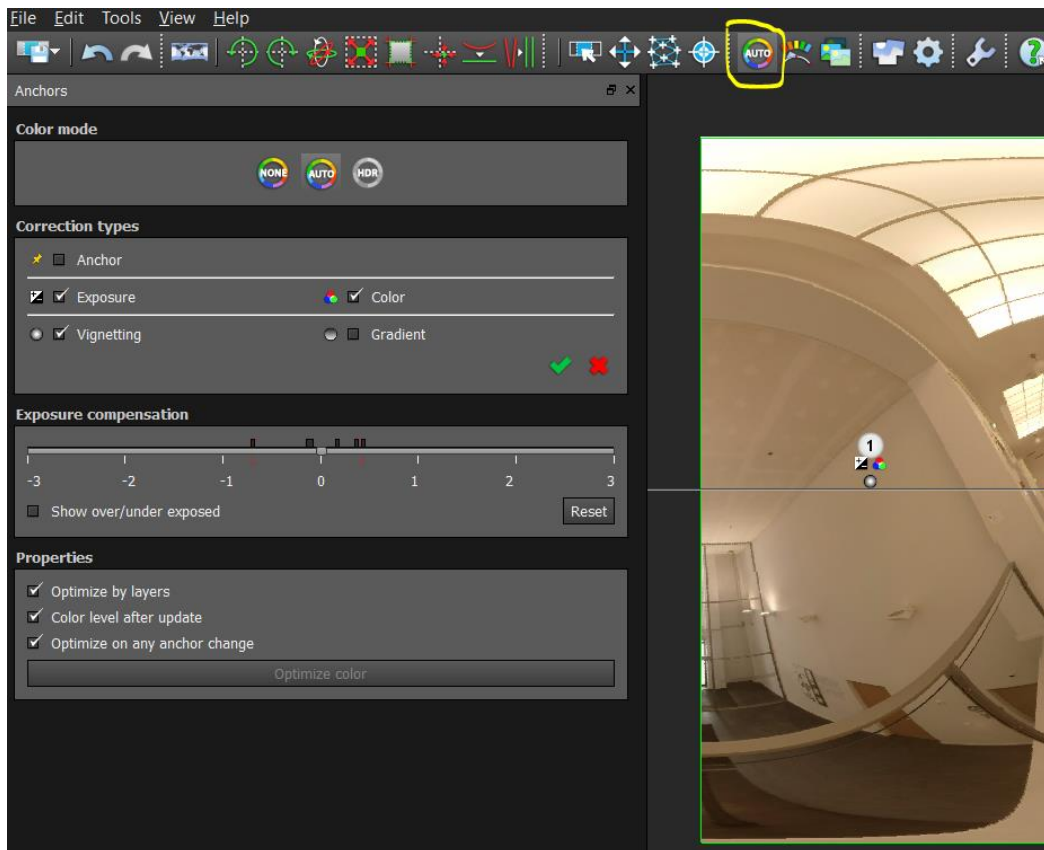 File Edit Tools View Help
AUTO
Anchors
Color mode
NONE AUTO HDR
Correction types
Anchor
Exposure Color
Vignetting Gradient
Exposure compensation
-3 -2 -1 0 1 2 3
Show over/under exposed Reset
Properties
Optimize by layers
Color level after update
Optimize on any anchor change
Optimize color
1